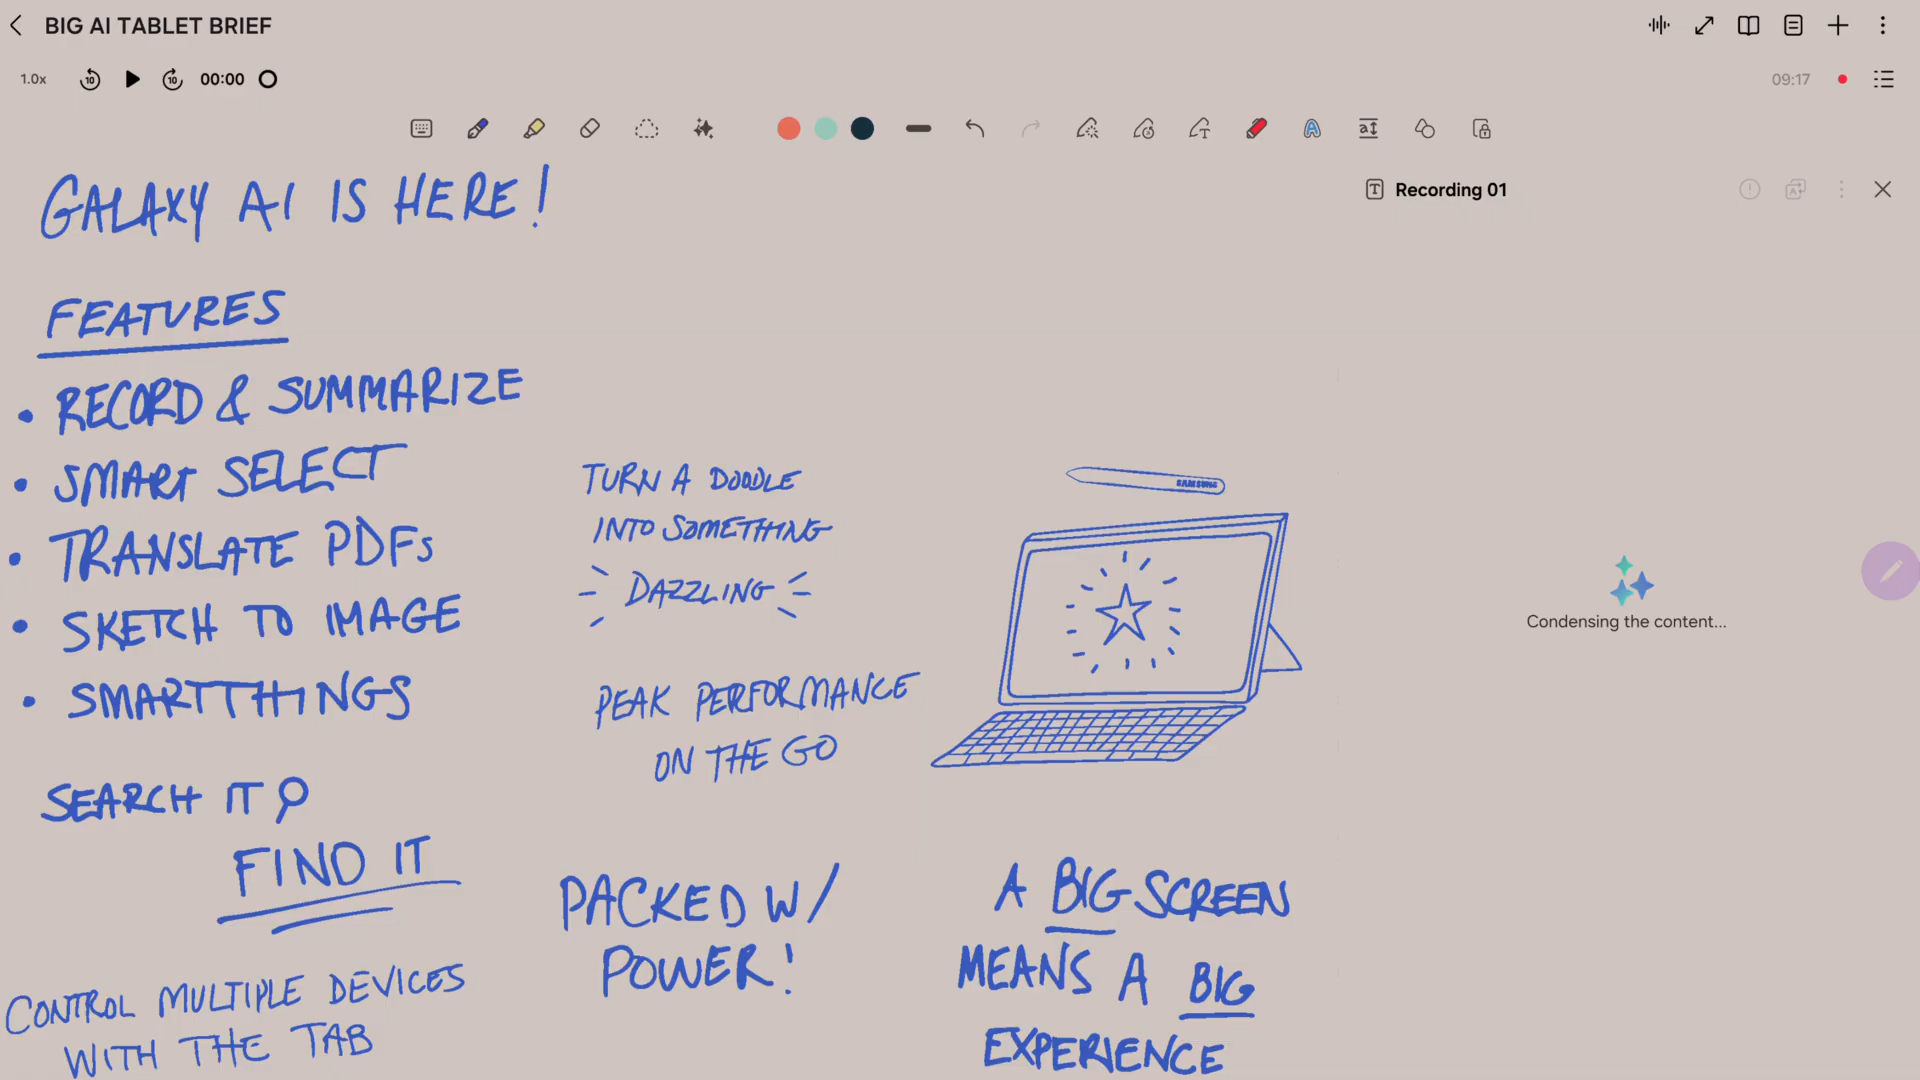 BIG AI TABLET BRIEF
1.0x
10
10
00:00
09:17
GALAXY AI IS HERE!
Recording 01
FEATURES
• RECORD & SUMMARIZE
• SMART SELECT
• TRANSLATE PDFs
• SKETCH TO IMAGE
• SMARTTHINGS
SEARCH IT
FIND IT
CONTROL MULTIPLE DEVICES
WITH THE TAB
TURN A DOODLE
INTO SOMETHING
DAZZLING
PEAK PERFORMANCE
ON THE GO
PACKED W/
POWER!
SAMSUNG
A BIG SCREEN
MEANS A BIG
EXPERIENCE
Condensing the content...